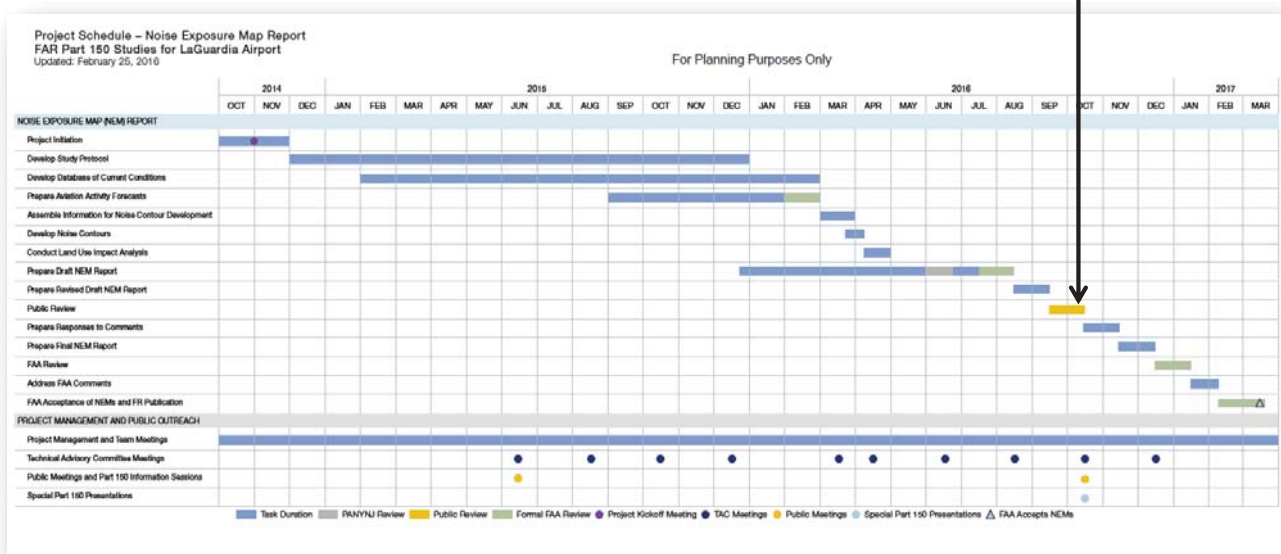 Project Schedule – Noise Exposure Map Report
FAR Part 150 Studies for LaGuardia Airport
Updated: February 25, 2016
For Planning Purposes Only
2014 2015 2016 2017
OCT NOV DEC JAN FEB MAR APR MAY JUN JUL AUG SEP OCT NOV DEC JAN FEB MAR APR MAY JUN JUL AUG SEP OCT NOV DEC JAN FEB MAR
NOISE EXPOSURE MAP (NEM) REPORT
Project Initiation
Develop Study Protocol
Develop Database of Current Conditions
Prepare Aviation Activity Forecasts
Assemble Information for Noise Contour Development
Develop Noise Contours
Conduct Land Use Impact Analysis
Prepare Draft NEM Report
Prepare Revised Draft NEM Report
Public Review
Prepare Responses to Comments
Prepare Final NEM Report
FAA Review
Address FAA Comments
FAA Acceptance of NEMs and FR Publication
PROJECT MANAGEMENT AND PUBLIC OUTREACH
Project Management and Team Meetings
Technical Advisory Committee Meetings
Public Meetings and Part 150 Information Sessions
Special Part 150 Presentations
Task Duration PANYNJ Review Public Review Formal FAA Review Project Kickoff Meeting TAC Meetings Public Meetings Special Part 150 Presentations FAA Accepts NEMs